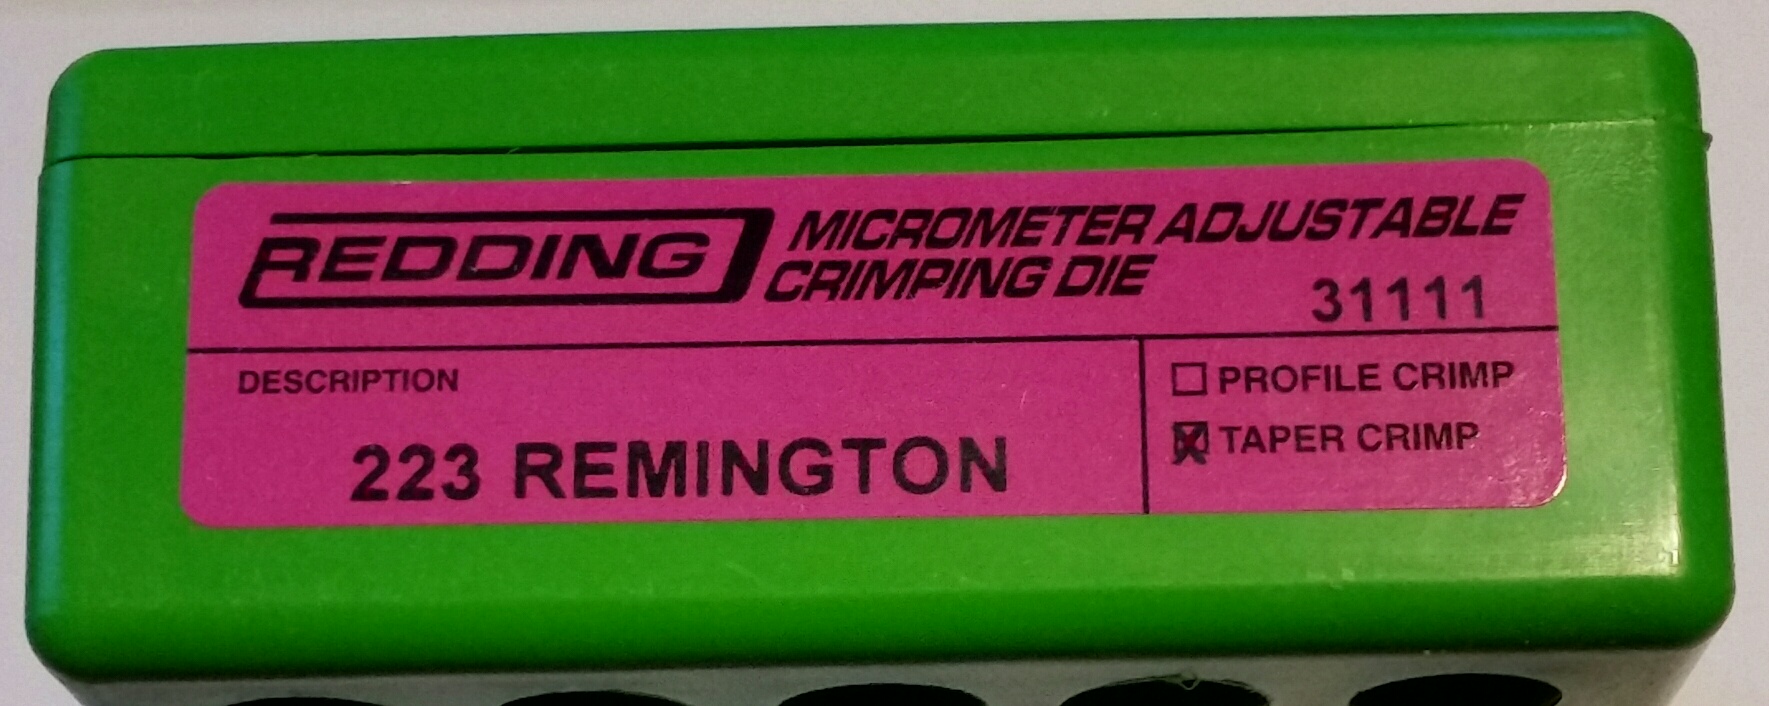 REDDING
MICROMETER ADJUSTABLE
CRIMPING DIE
31111
DESCRIPTION
223 REMINGTON
PROFILE CRIMP
TAPER CRIMP